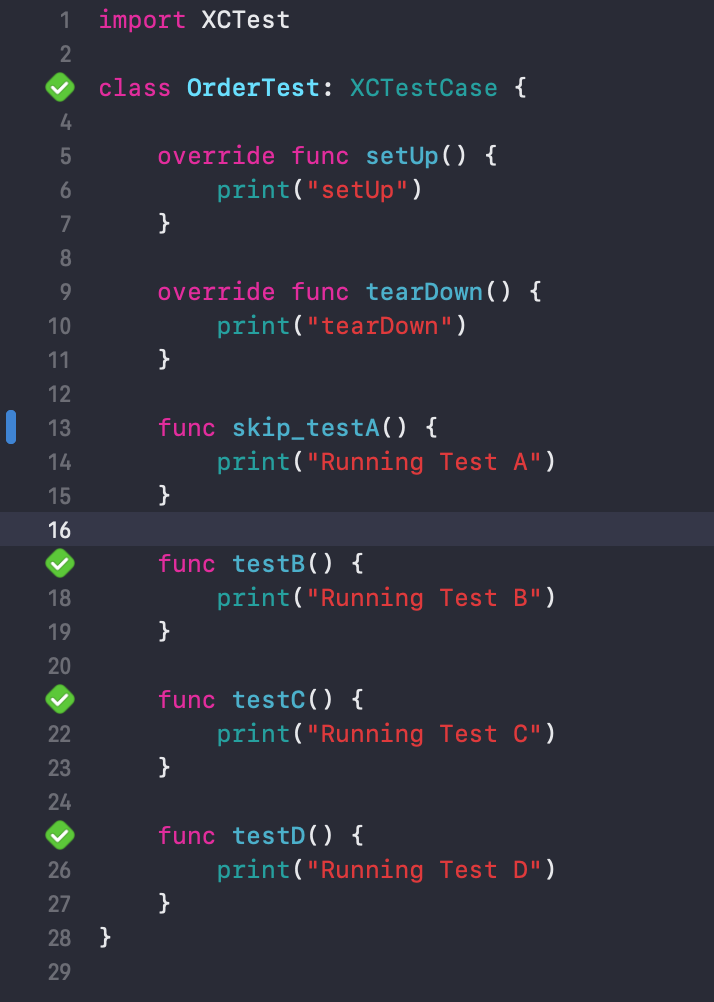 1 import XCTest
2
class OrderTest: XCTestCase {
4
5     override func setUp() {
6         print("setUp")
7     }
8
9     override func tearDown() {
10         print("tearDown")
11     }
12
13     func skip_testA() {
14         print("Running Test A")
15     }
16
    func testB() {
18         print("Running Test B")
19     }
20
    func testC() {
22         print("Running Test C")
23     }
24
    func testD() {
26         print("Running Test D")
27     }
28 }
29